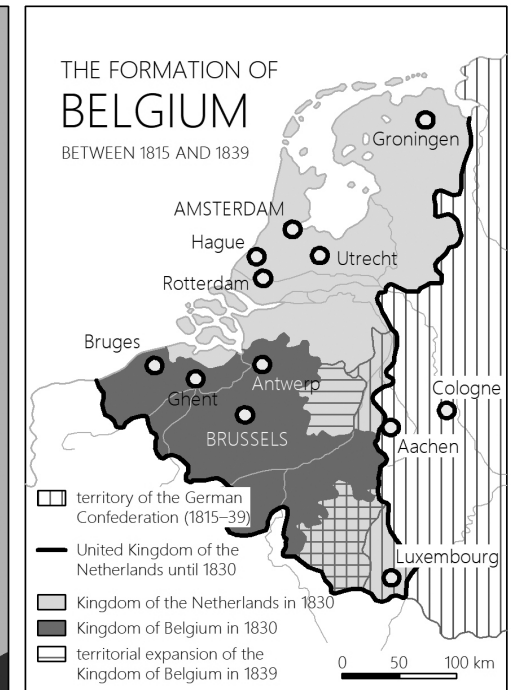 THE FORMATION OF
BELGIUM
BETWEEN 1815 AND 1839
Groningen
AMSTERDAM
Hague
Utrecht
Rotterdam
Bruges
Ghent
Antwerp
Cologne
BRUSSELS
Aachen
territory of the German
Confederation (1815–39)
United Kingdom of the
Netherlands until 1830
Luxembourg
Kingdom of the Netherlands in 1830
Kingdom of Belgium in 1830
territorial expansion of the
Kingdom of Belgium in 1839
0 50 100 km